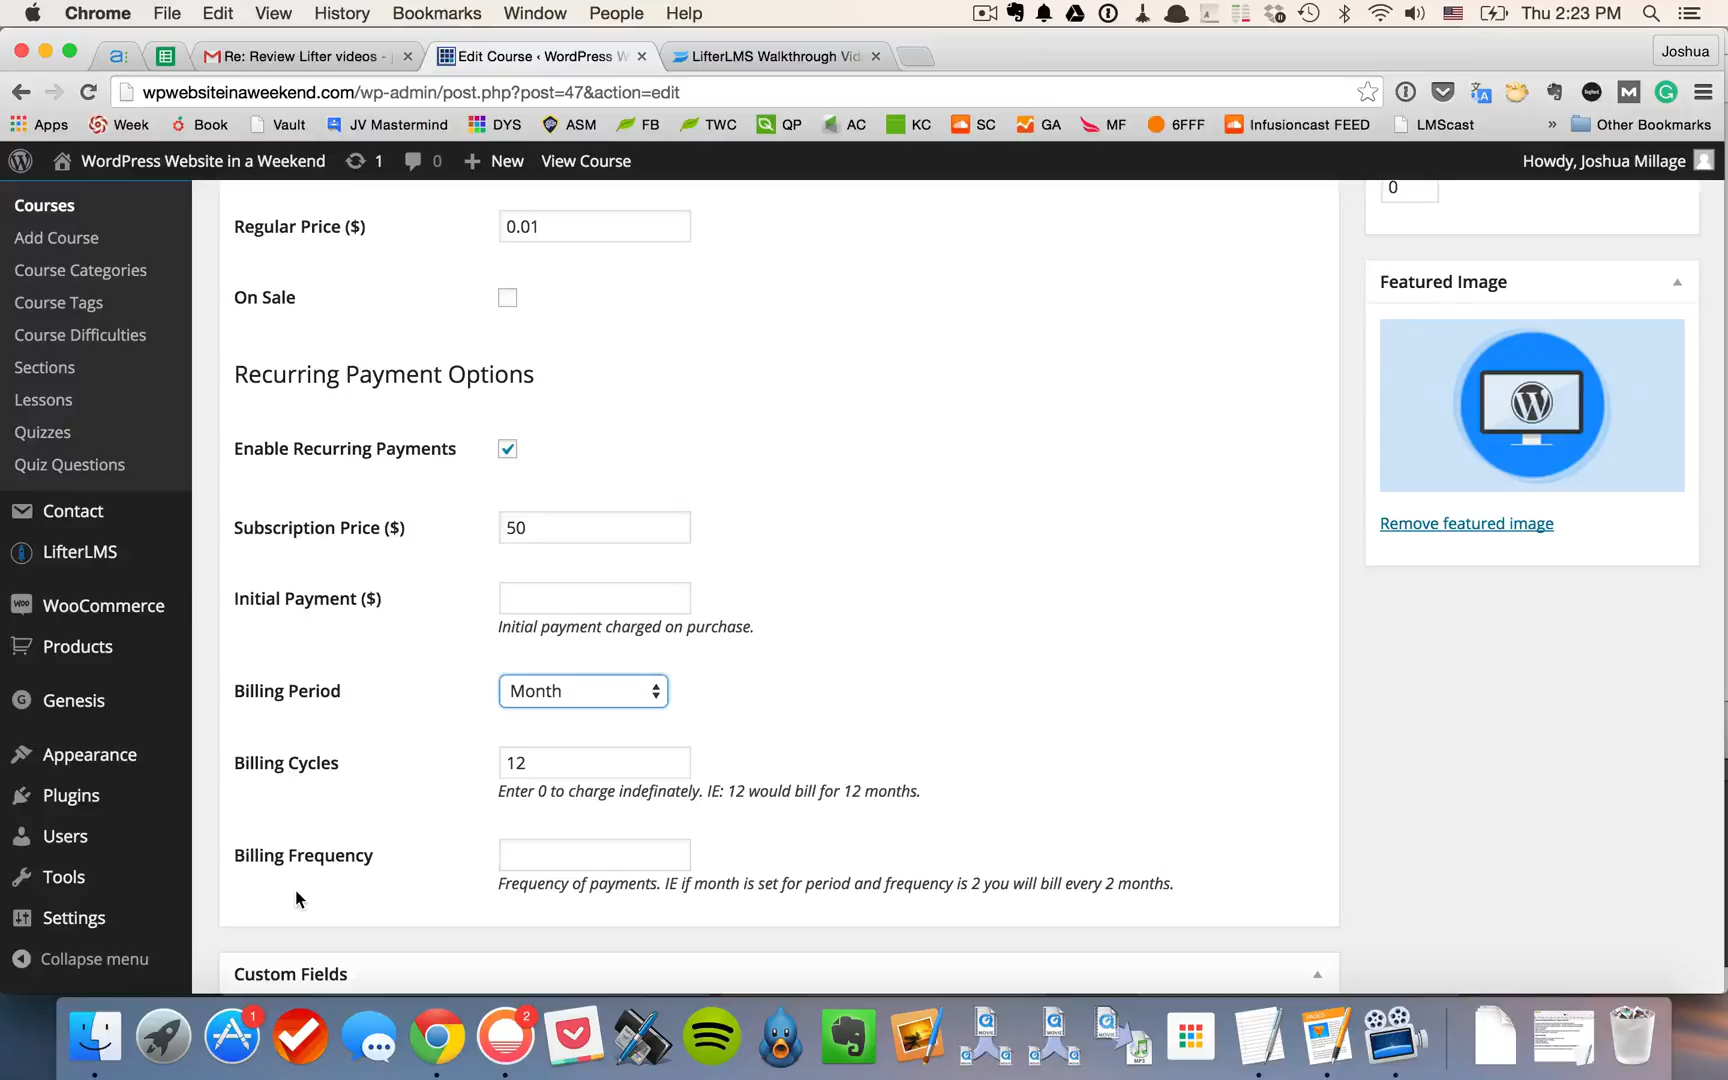 Chrome File Edit View History Bookmarks Window People Help Thu 2:23 PM
a: Re: Review Lifter videos - Edit Course ‹ WordPress W LifterLMS Walkthrough Vid Joshua
wpwebsiteinaweekend.com/wp-admin/post.php?post=47&action=edit
Apps Week Book Vault JV Mastermind DYS ASM FB TWC QP AC KC SC GA MF 6FFF Infusioncast FEED LMScast » Other Bookmarks
WordPress Website in a Weekend 1 0 + New View Course Howdy, Joshua Millage
Courses
Add Course
Course Categories
Course Tags
Course Difficulties
Sections
Lessons
Quizzes
Quiz Questions
Contact
LifterLMS
WooCommerce
Products
Genesis
Appearance
Plugins
Users
Tools
Settings
Collapse menu
Regular Price ($) 0.01
On Sale
Recurring Payment Options
Enable Recurring Payments
Subscription Price ($) 50
Initial Payment ($)
Initial payment charged on purchase.
Billing Period Month
Billing Cycles 12
Enter 0 to charge indefinately. IE: 12 would bill for 12 months.
Billing Frequency
Frequency of payments. IE if month is set for period and frequency is 2 you will bill every 2 months.
Custom Fields
0
Featured Image
Remove featured image
1
2